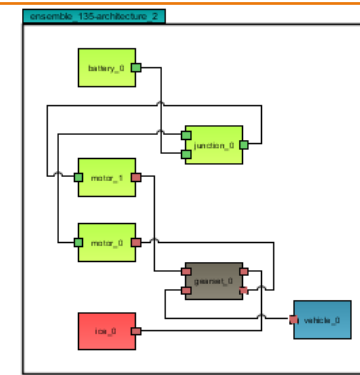 ensemble_135-architecture_2
battery_0
junction_0
motor_1
motor_0
gearset_0
vehicle_0
ice_0